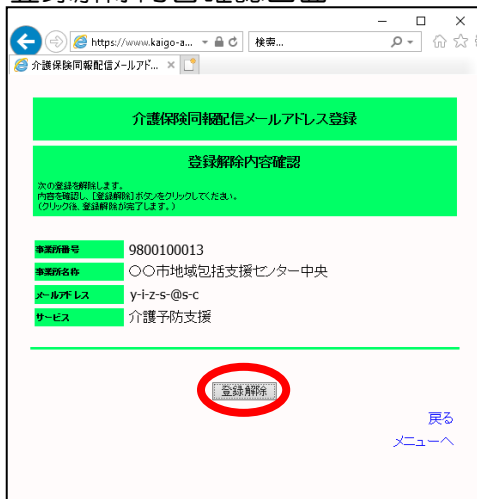 登録解除内容確認画面
https://www.kaigo-a...
検索...
介護保険同報配信メールアド...
介護保険同報配信メールアドレス登録
登録解除内容確認
次の登録を解除します。
内容を確認し、[登録解除]ボタンをクリックしてください。
(クリック後、登録解除が完了します。)
事業所番号 9800100013
事業所名称 〇〇市地域包括支援センター中央
メールアドレス y-i-z-s-@s-c
サービス 介護予防支援
登録解除
戻る
メニューへ